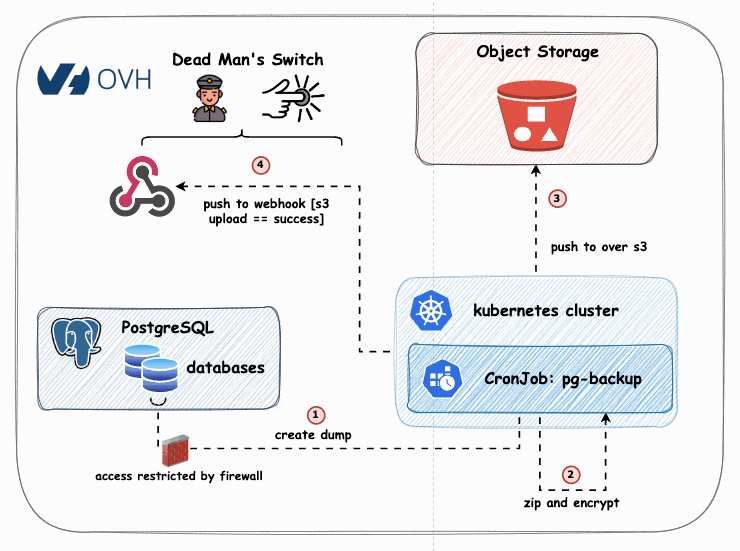 OVH
Dead Man's Switch
Object Storage
4
push to webhook [s3
upload == success]
3
push to over s3
kubernetes cluster
CronJob: pg-backup
PostgreSQL
databases
1
create dump
access restricted by firewall
2
zip and encrypt